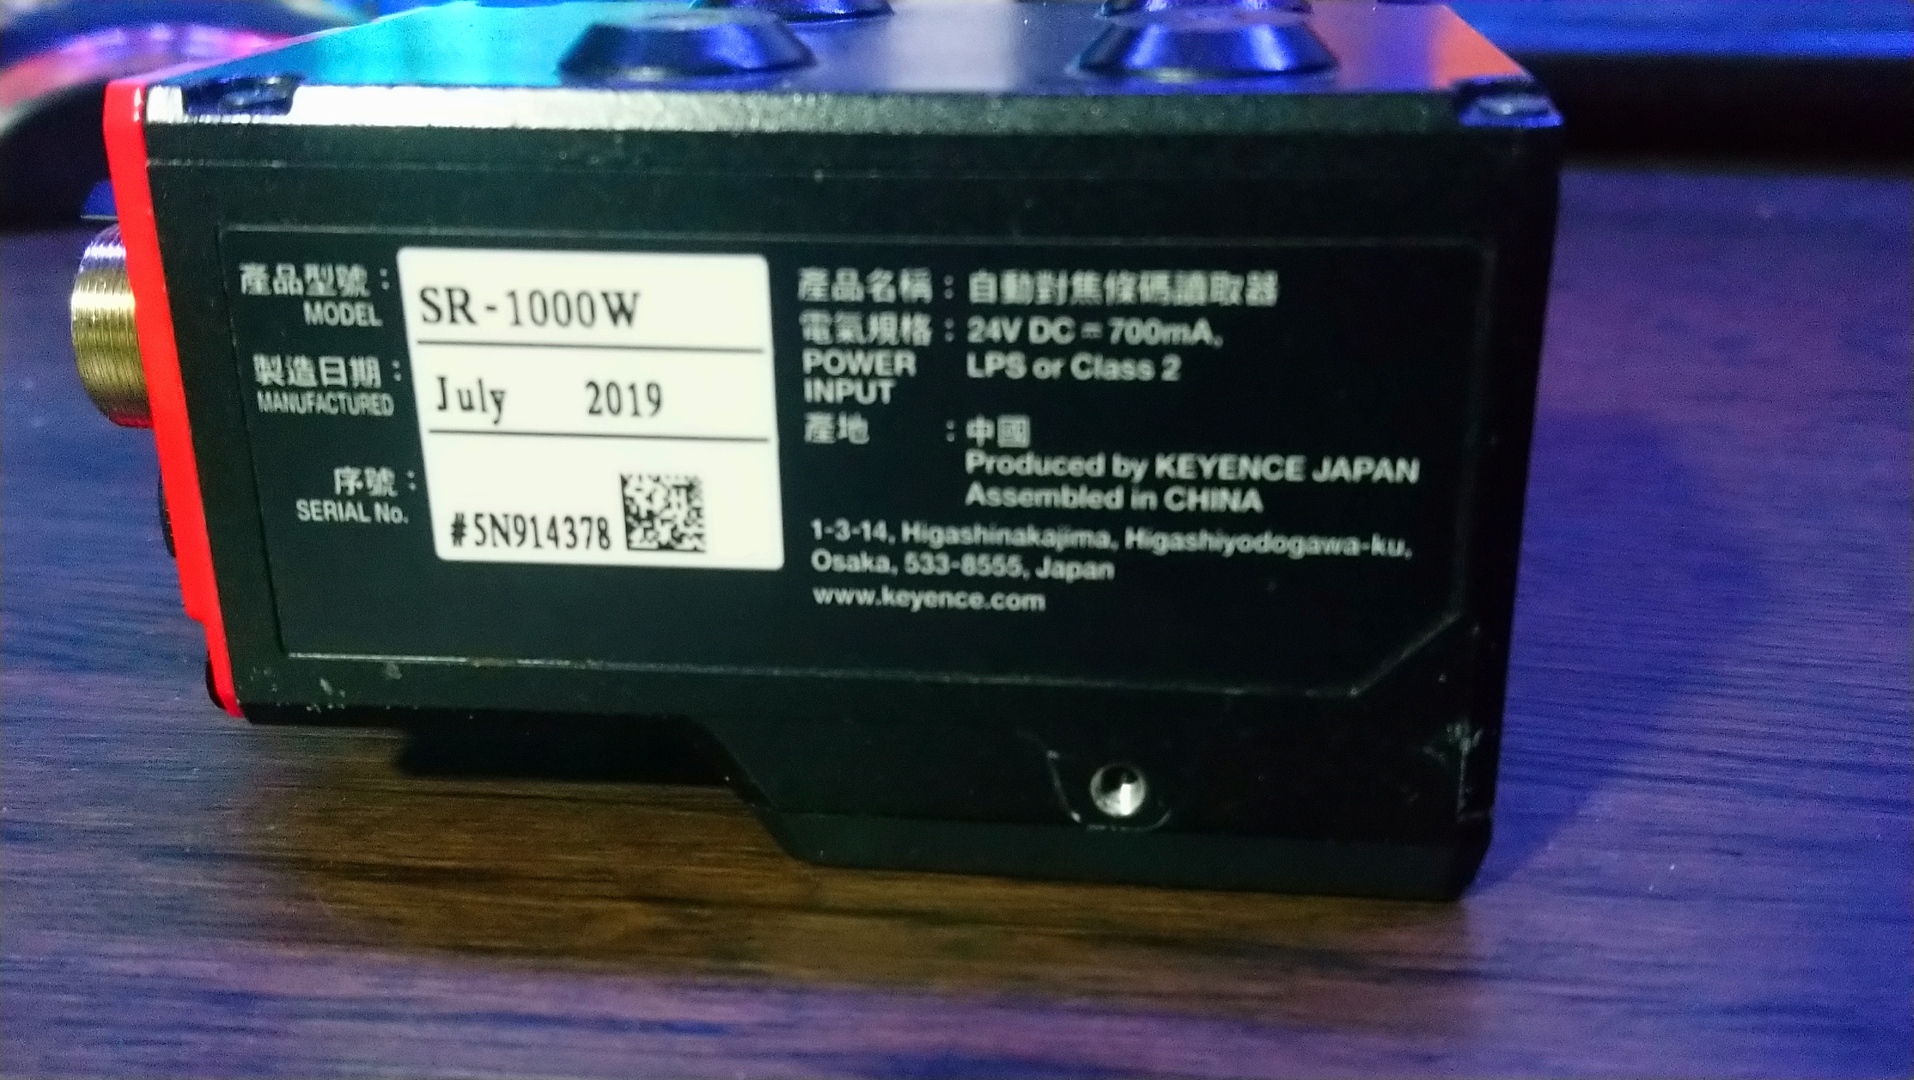 產品型號：
MODEL
SR-1000W
製造日期：
MANUFACTURED
July 2019
序號：
SERIAL No.
#5N914378
產品名稱：自動對焦條碼讀取器
電氣規格：24V DC ⎓ 700mA,
POWER INPUT
LPS or Class 2
產地：中國
Produced by KEYENCE JAPAN
Assembled in CHINA
1-3-14, Higashinakajima, Higashiyodogawa-ku,
Osaka, 533-8555, Japan
www.keyence.com